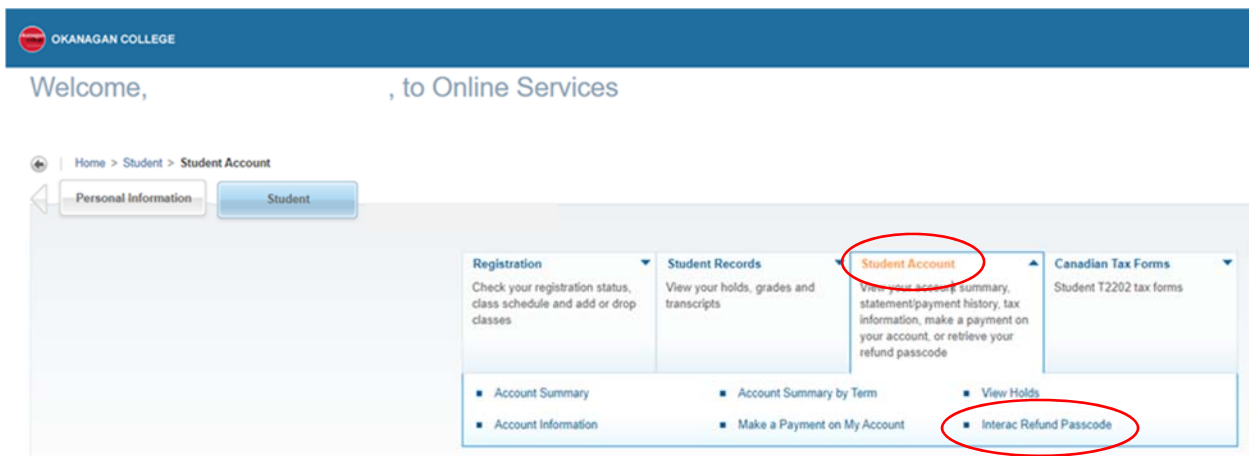 OKANAGAN COLLEGE
Welcome, , to Online Services
Home > Student > Student Account
Personal Information
Student
Registration
Check your registration status,
class schedule and add or drop
classes
Student Records
View your holds, grades and
transcripts
Student Account
View your account summary,
statement/payment history, tax
information, make a payment on
your account, or retrieve your
refund passcode
Canadian Tax Forms
Student T2202 tax forms
Account Summary
Account Summary by Term
View Holds
Account Information
Make a Payment on My Account
Interac Refund Passcode